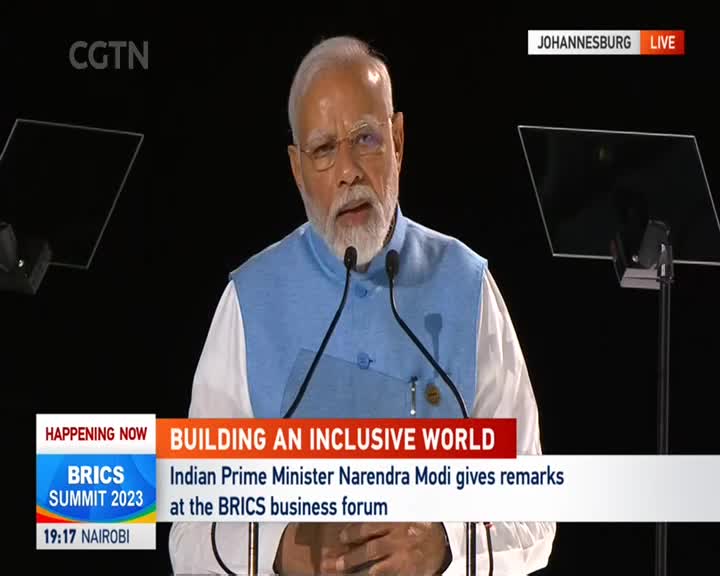 CGTN
JOHANNESBURG LIVE
HAPPENING NOW
BUILDING AN INCLUSIVE WORLD
BRICS
SUMMIT 2023
Indian Prime Minister Narendra Modi gives remarks
at the BRICS business forum
19:17 NAIROBI